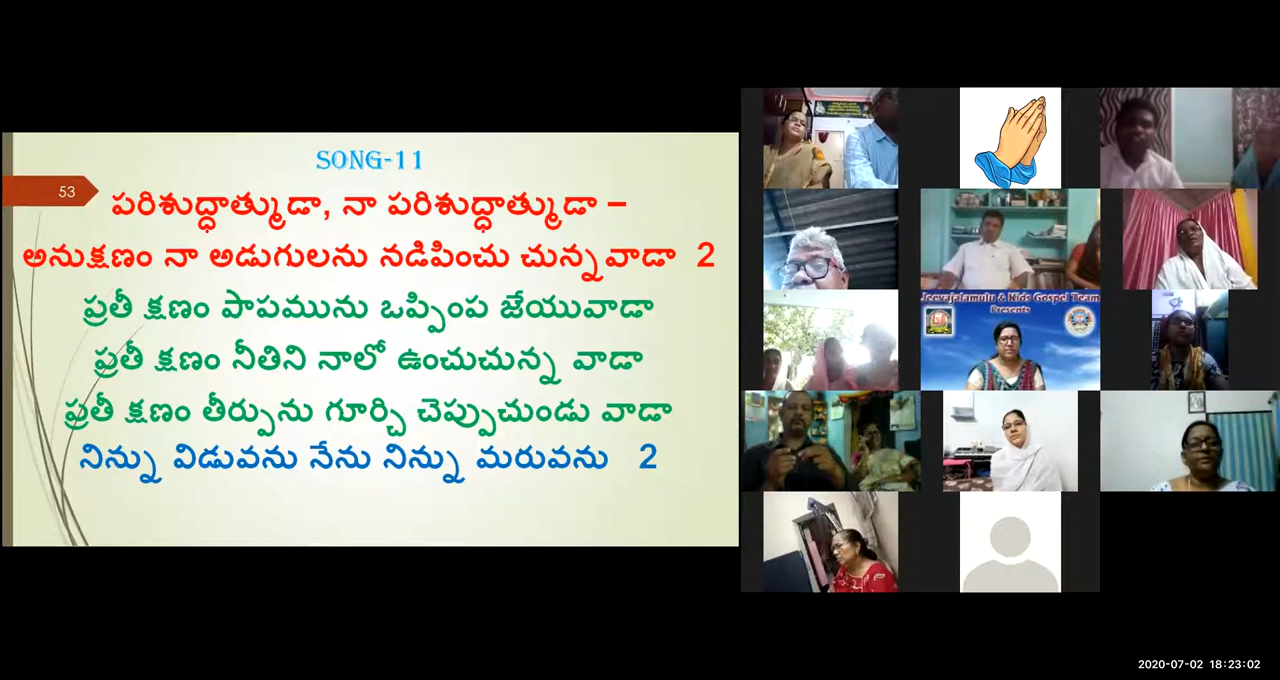 SONG-11
53
పరిశుద్ధాత్ముడా, నా పరిశుద్ధాత్ముడా –
అనుక్షణం నా అడుగులను నడిపించు చున్నవాడా 2
ప్రతీ క్షణం పాపమును ఒప్పింప జేయువాడా
ప్రతీ క్షణం నీతిని నాలో ఉంచుచున్న వాడా
ప్రతీ క్షణం తీర్పును గూర్చి చెప్పుచుండు వాడా
నిన్ను విడువను నేను నిన్ను మరువను 2
Jeevajalamulu & Kids Gospel Team
Presents
2020-07-02 18:23:02